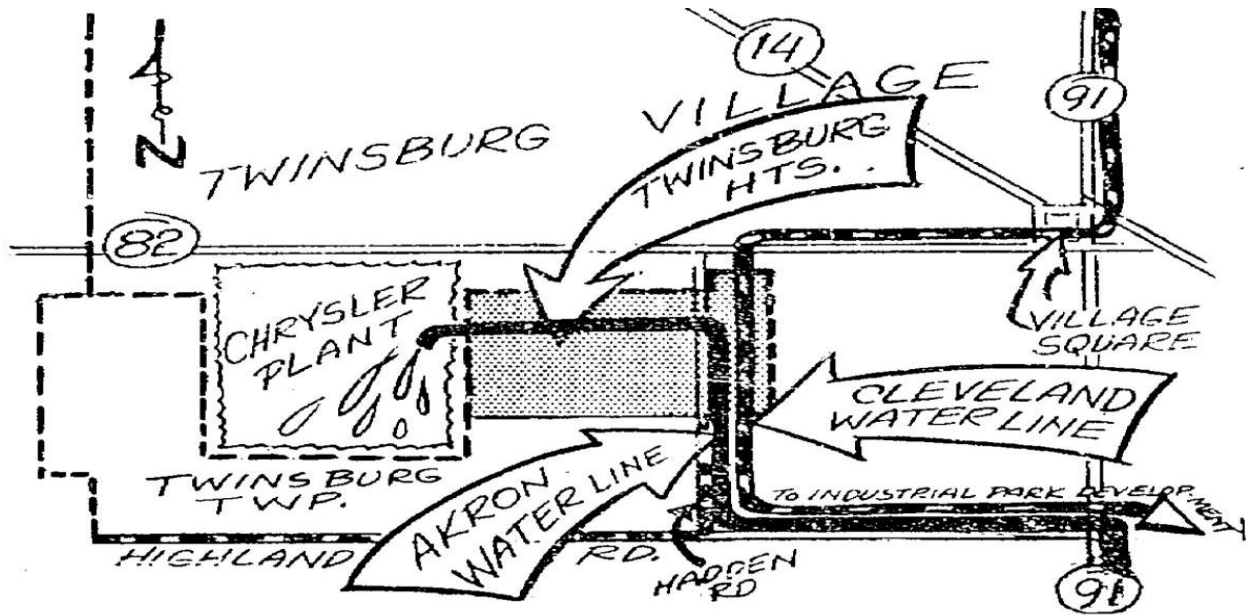 14
91
VILLAGE
N
TWINSBURG
TWINSBURG
HTS...
82
CHRYSLER
PLANT
VILLAGE
SQUARE
CLEVELAND
WATER LINE
TWINSBURG
TWP.
AKRON
WATER LINE
TO INDUSTRIAL PARK DEVELOPMENT
HIGHLAND RD.
HADDEN
RD
91